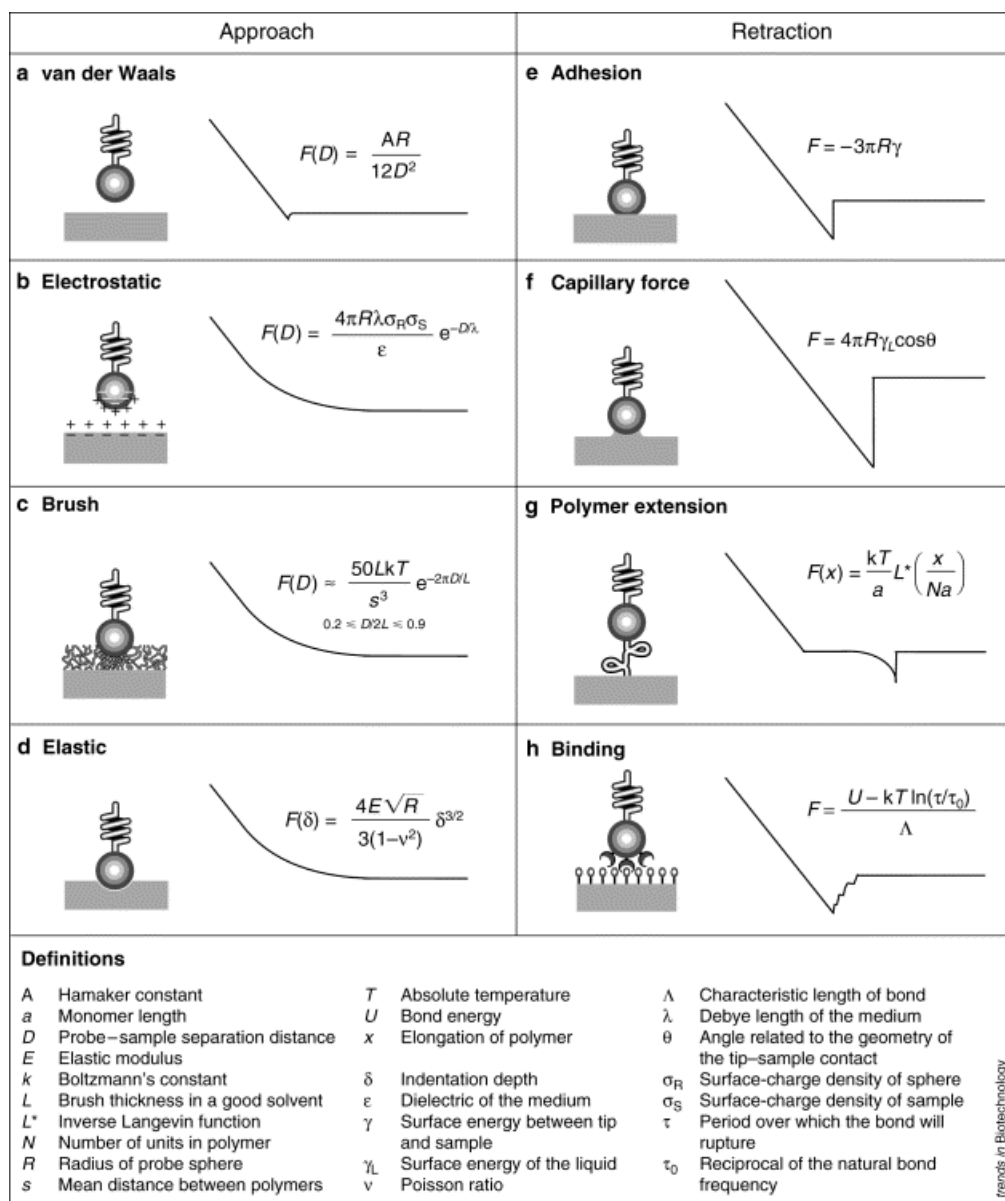 Approach
Retraction
a van der Waals
F(D) = AR / 12D²
e Adhesion
F = −3πRγ
b Electrostatic
F(D) = 4πRλσ_Rσ_S / ε e^−D/λ
f Capillary force
F = 4πRγ_L cosθ
c Brush
F(D) ≈ 50LkT / s³ e^−2πD/L
0.2 ≤ D/2L ≤ 0.9
g Polymer extension
F(x) = kT / a L* (x / Na)
d Elastic
F(δ) = 4E√R / 3(1−ν²) δ^3/2
h Binding
F = U − kT ln(τ/τ₀) / Λ
Definitions
A Hamaker constant
a Monomer length
D Probe–sample separation distance
E Elastic modulus
k Boltzmann's constant
L Brush thickness in a good solvent
L* Inverse Langevin function
N Number of units in polymer
R Radius of probe sphere
s Mean distance between polymers
T Absolute temperature
U Bond energy
x Elongation of polymer
δ Indentation depth
ε Dielectric of the medium
γ Surface energy between tip
and sample
γ_L Surface energy of the liquid
ν Poisson ratio
Λ Characteristic length of bond
λ Debye length of the medium
θ Angle related to the geometry of
the tip–sample contact
σ_R Surface-charge density of sphere
σ_S Surface-charge density of sample
τ Period over which the bond will
rupture
τ₀ Reciprocal of the natural bond
frequency
trends in Biotechnology